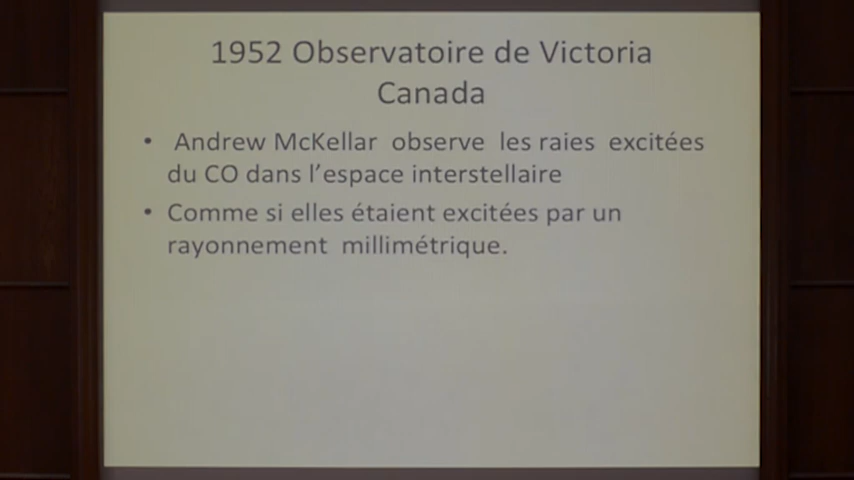 1952 Observatoire de Victoria
Canada
• Andrew McKellar observe les raies excitées
du CO dans l'espace interstellaire
• Comme si elles étaient excitées par un
rayonnement millimétrique.